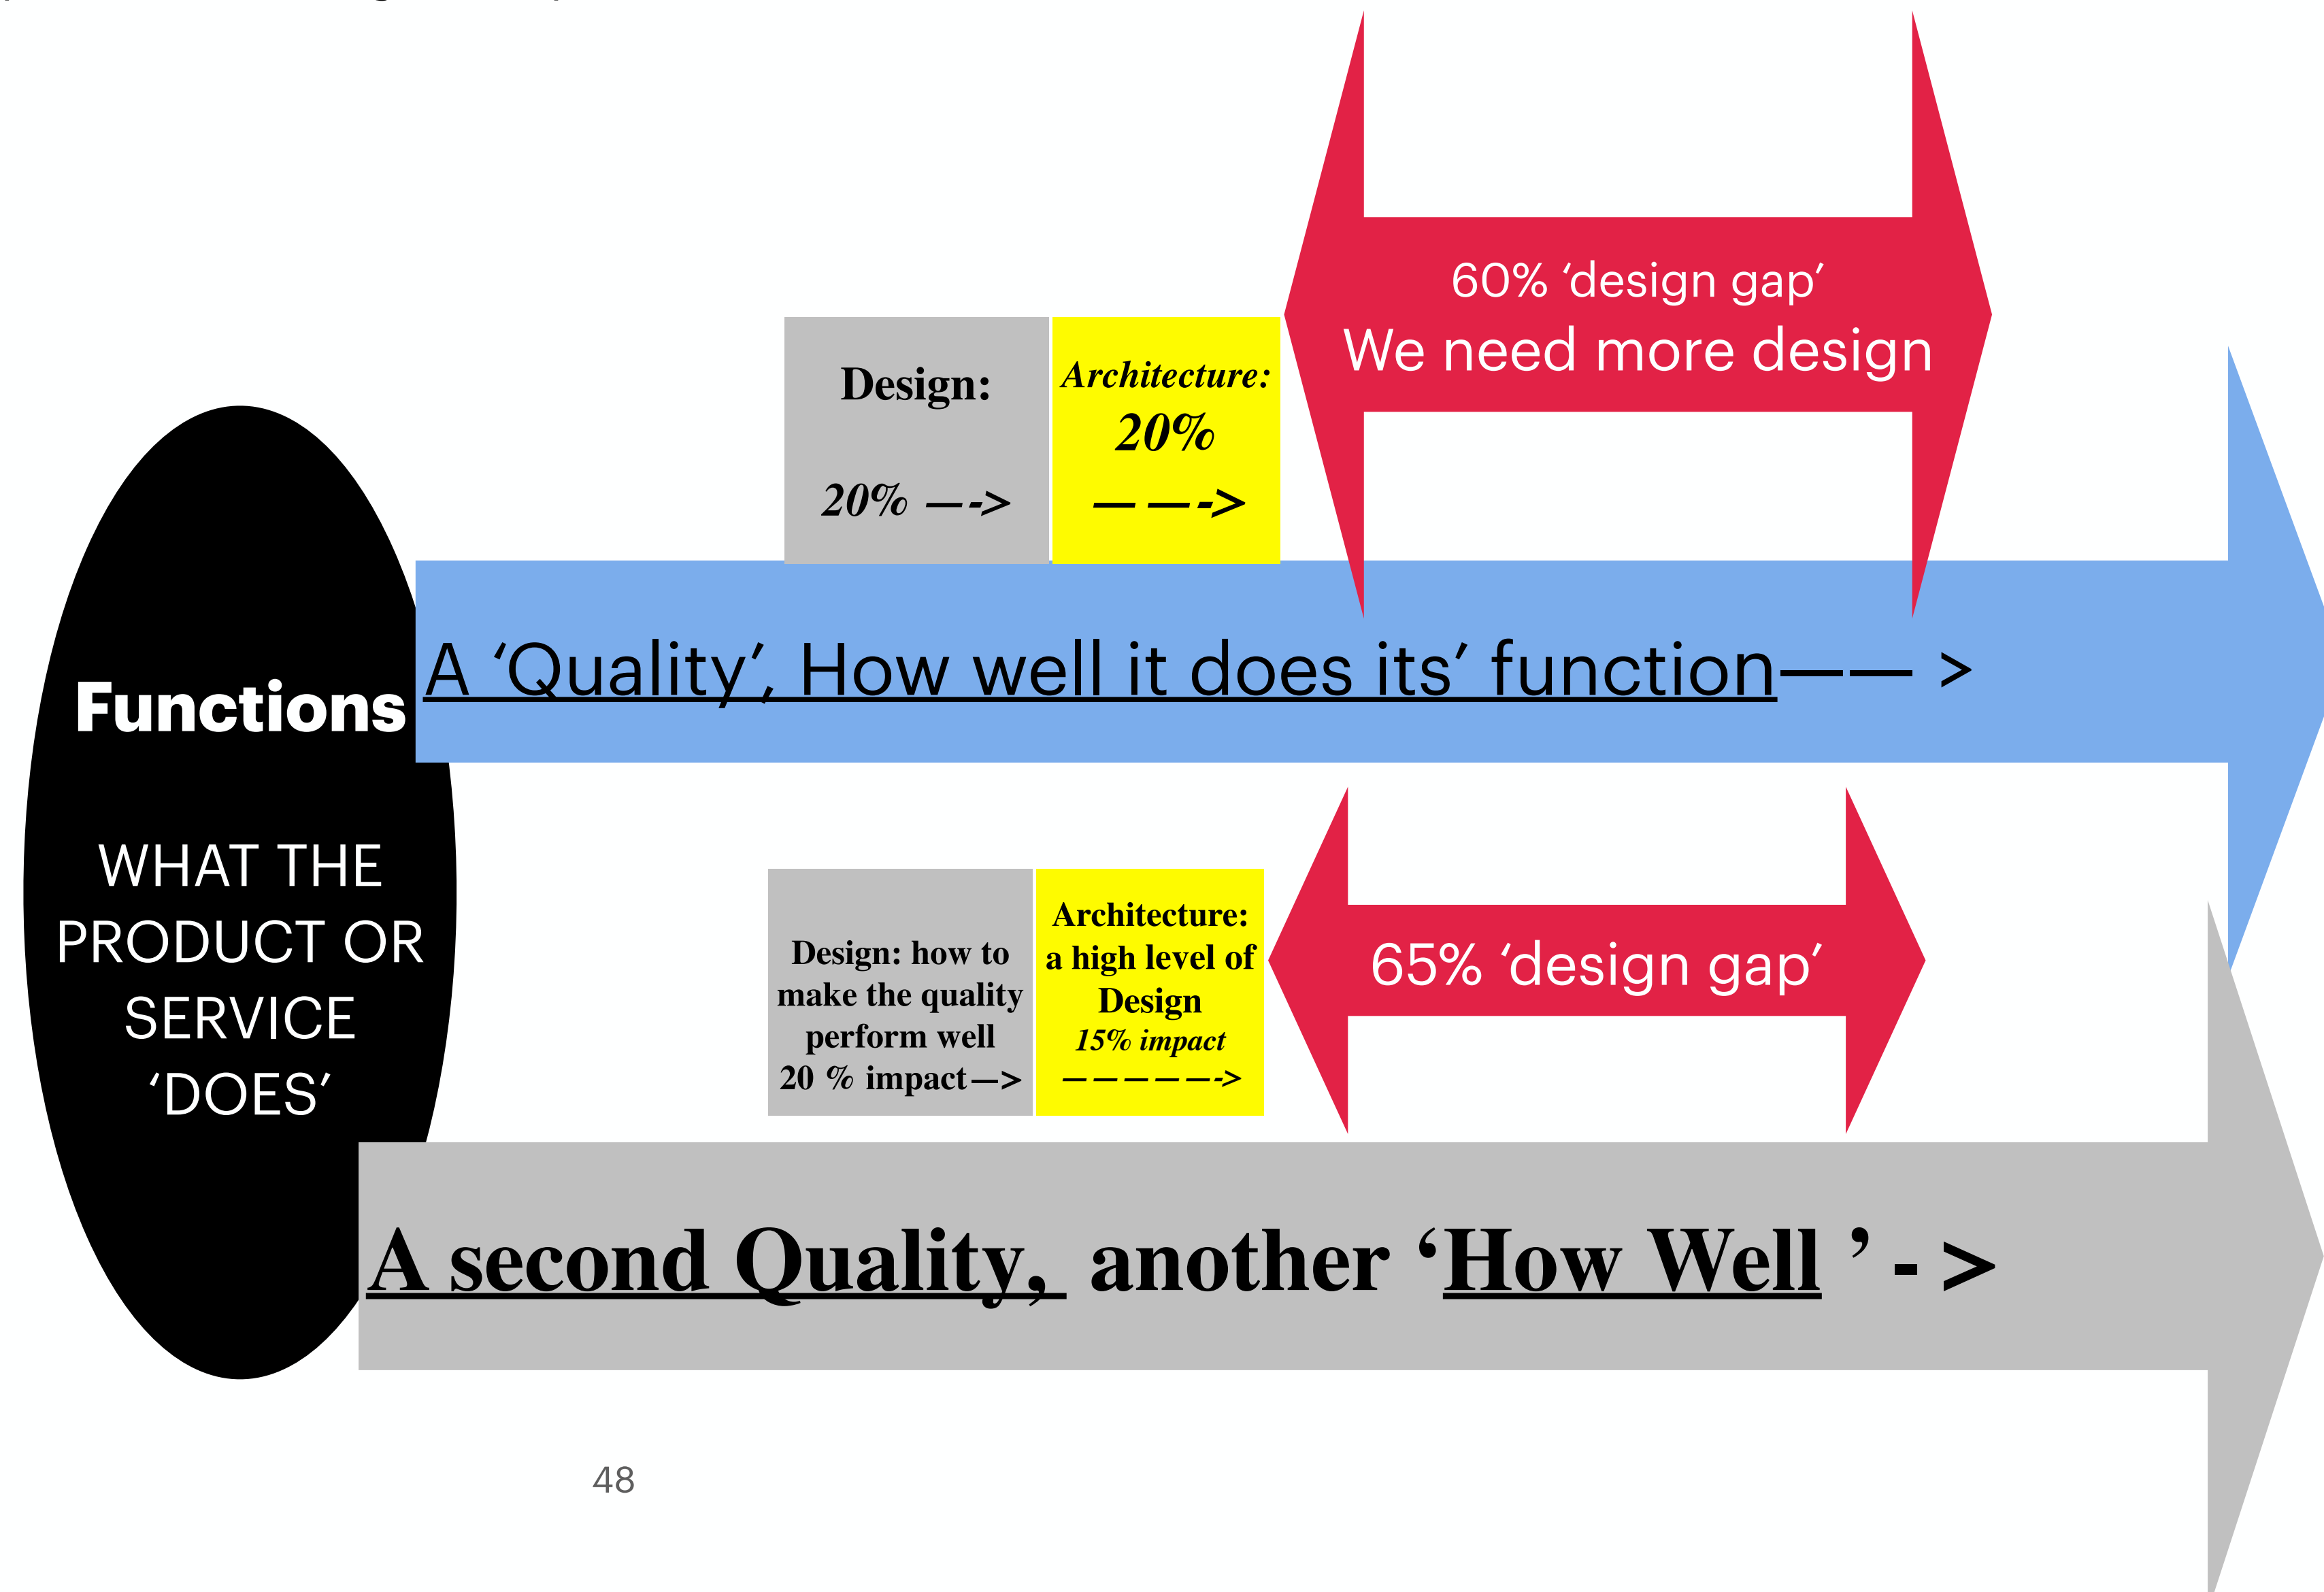 60% ‘design gap’
We need more design
Design:
20% —->
Architecture:
20%
— —->
A ‘Quality’, How well it does its’ function—— >
Functions
WHAT THE
PRODUCT OR
SERVICE
‘DOES’
Design: how to
make the quality
perform well
20 % impact—>
Architecture:
a high level of
Design
15% impact
— — — — — —->
65% ‘design gap’
A second Quality, another ‘How Well ’ - >
48